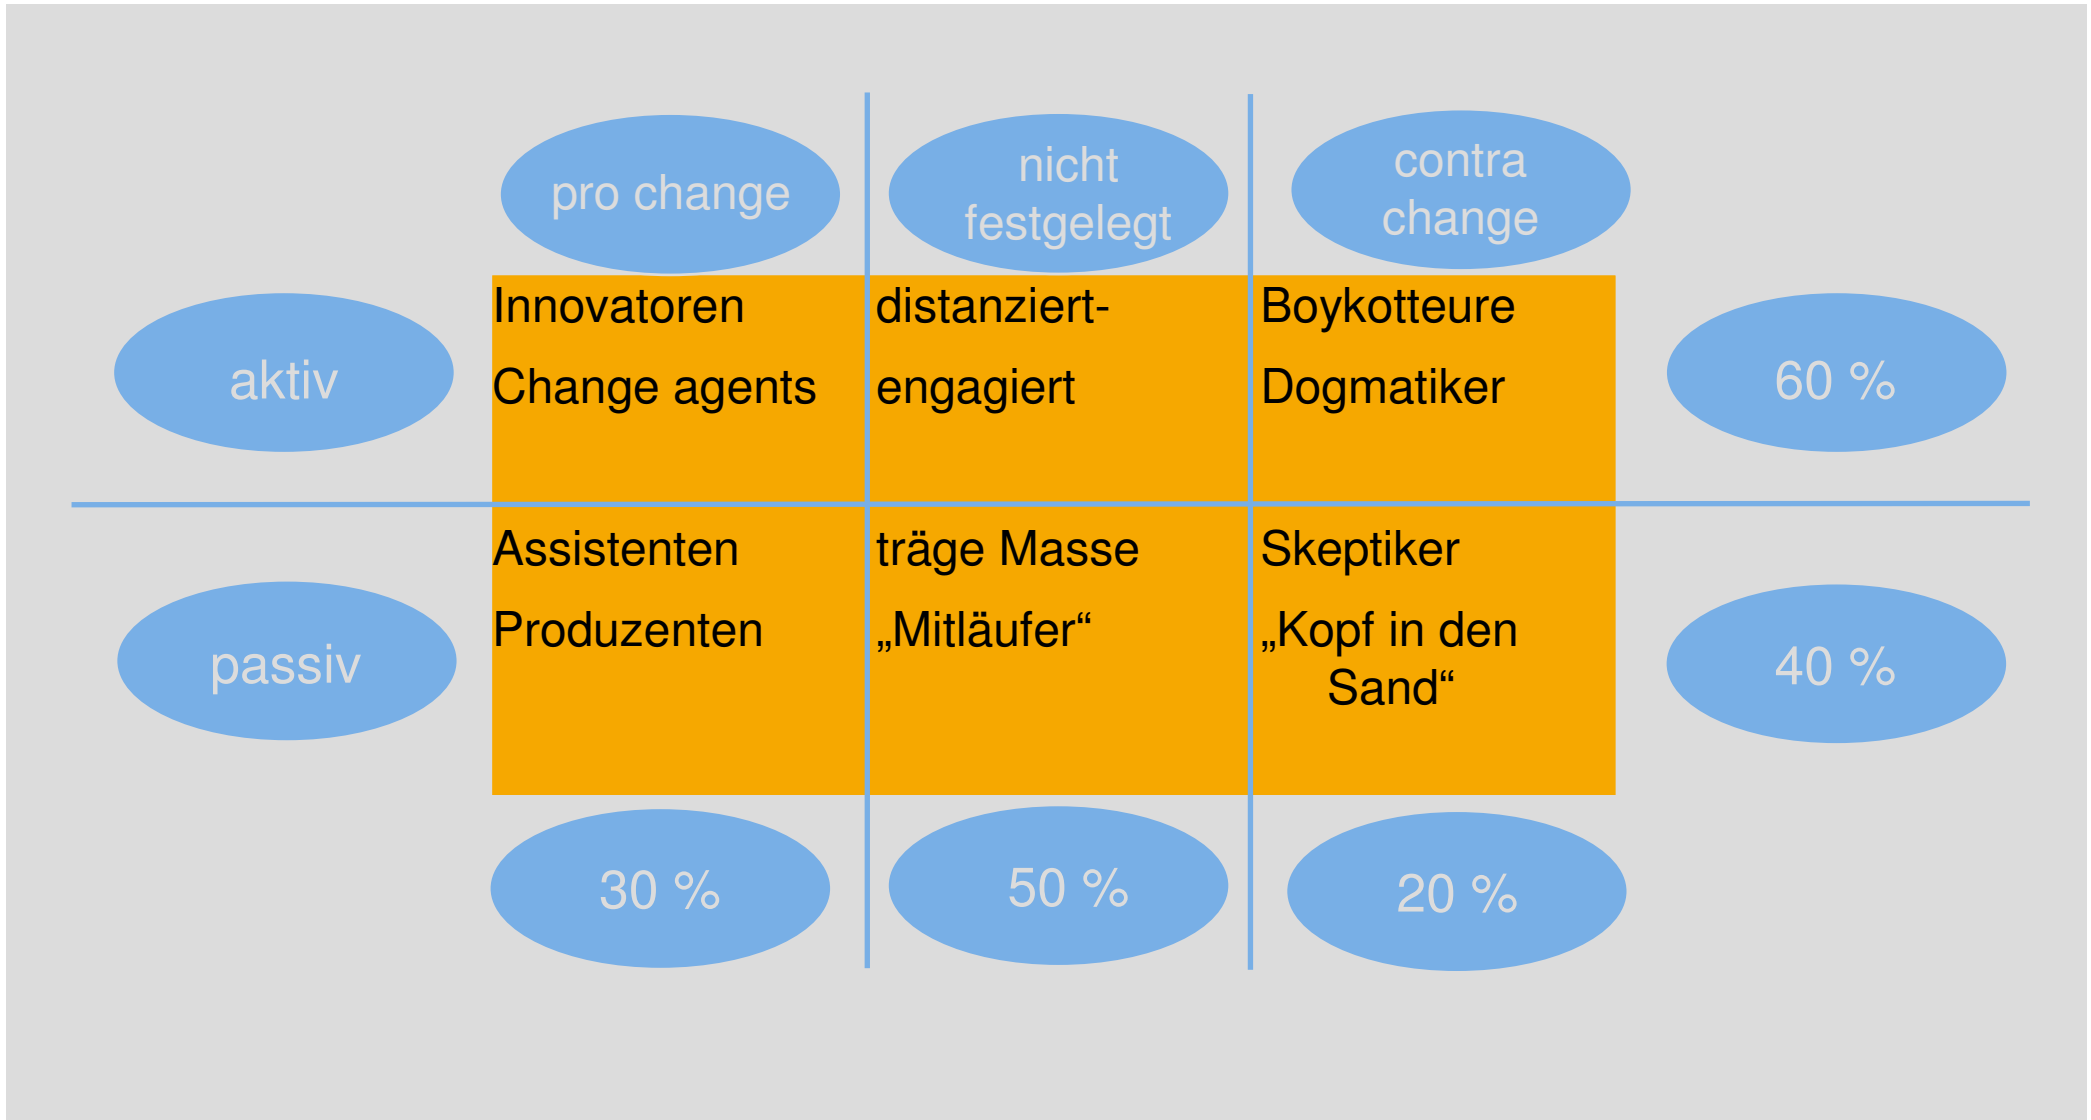 pro change
nicht
festgelegt
contra
change
aktiv
Innovatoren
Change agents
distanziert-
engagiert
Boykotteure
Dogmatiker
60 %
passiv
Assistenten
Produzenten
träge Masse
„Mitläufer“
Skeptiker
„Kopf in den
Sand“
40 %
30 %
50 %
20 %